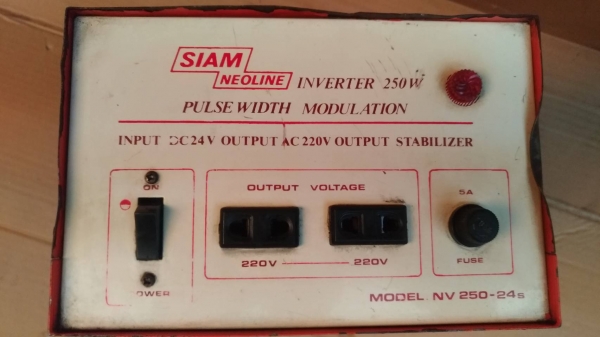 SIAM
NEOLINE INVERTER 250W
PULSE WIDTH MODULATION
INPUT DC24V OUTPUT AC220V OUTPUT STABILIZER
ON
OUTPUT VOLTAGE
5A
220V 220V
FUSE
POWER
MODEL NV 250-24s